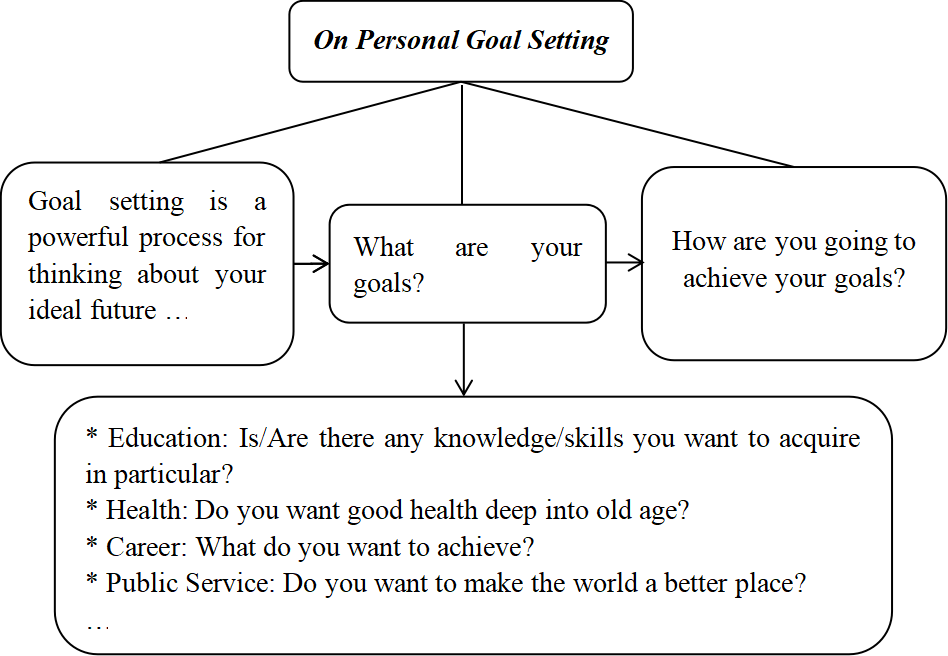 On Personal Goal Setting
Goal setting is a
powerful process for
thinking about your
ideal future …
What are your
goals?
How are you going to
achieve your goals?
* Education: Is/Are there any knowledge/skills you want to acquire
in particular?
* Health: Do you want good health deep into old age?
* Career: What do you want to achieve?
* Public Service: Do you want to make the world a better place?
…